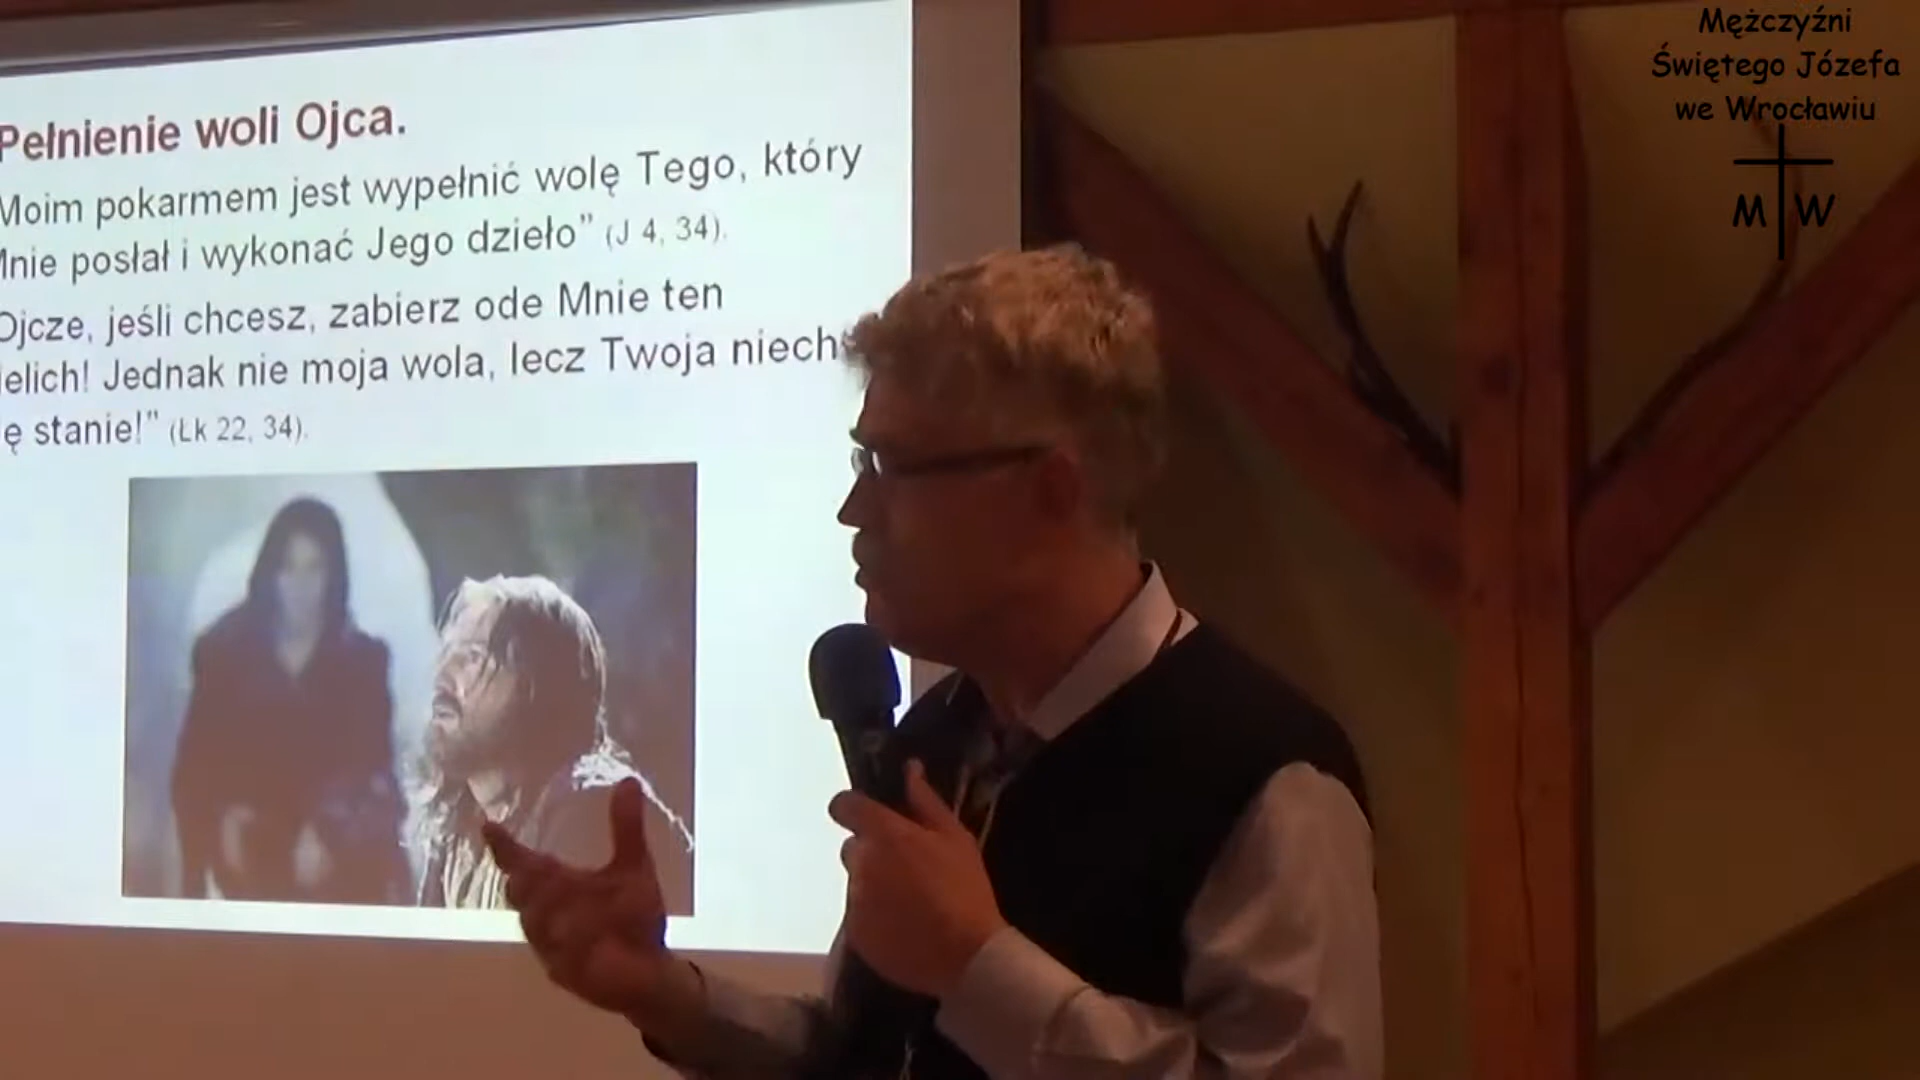 Pełnienie woli Ojca.
Moim pokarmem jest wypełnić wolę Tego, który
Mnie posłał i wykonać Jego dzieło” (J 4, 34).
Ojcze, jeśli chcesz, zabierz ode Mnie ten
ielich! Jednak nie moja wola, lecz Twoja niech
ę stanie!” (Łk 22, 34).
Mężczyźni
Świętego Józefa
we Wrocławiu
M W